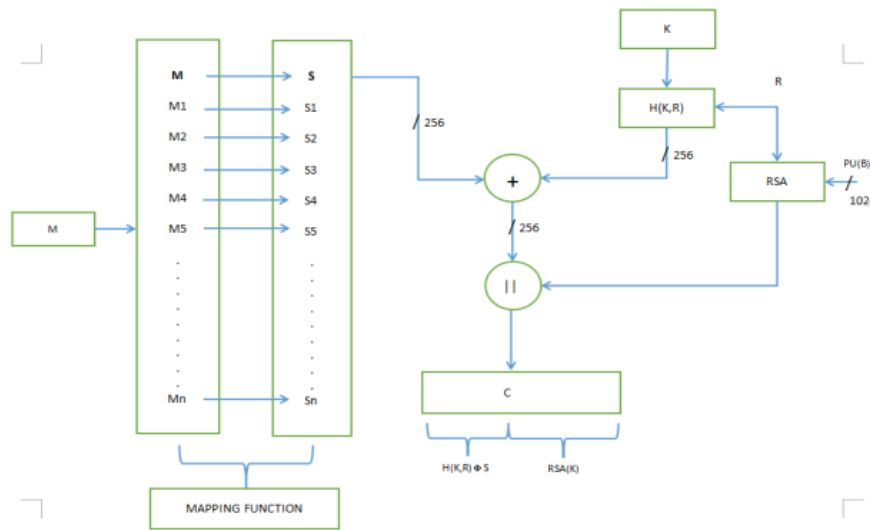 K
M
S
R
M1
S1
H(K,R)
/ 256
M2
S2
/ 256
M3
S3
PU(B)
+
RSA
/
M4
S4
102
M
M5
S5
/ 256
||
Mn
Sn
C
H(K,R) Φ S
RSA(K)
MAPPING FUNCTION